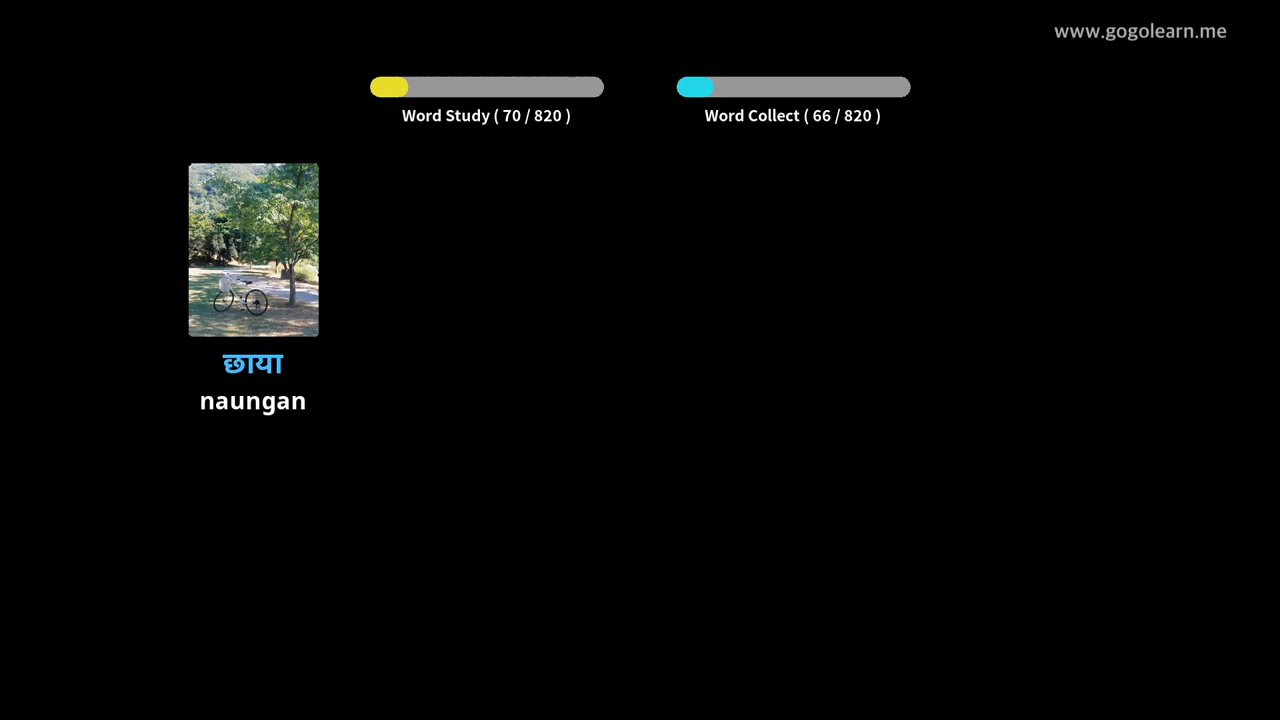 www.gogolearn.me
Word Study ( 70 / 820 )
Word Collect ( 66 / 820 )
छाया
naungan